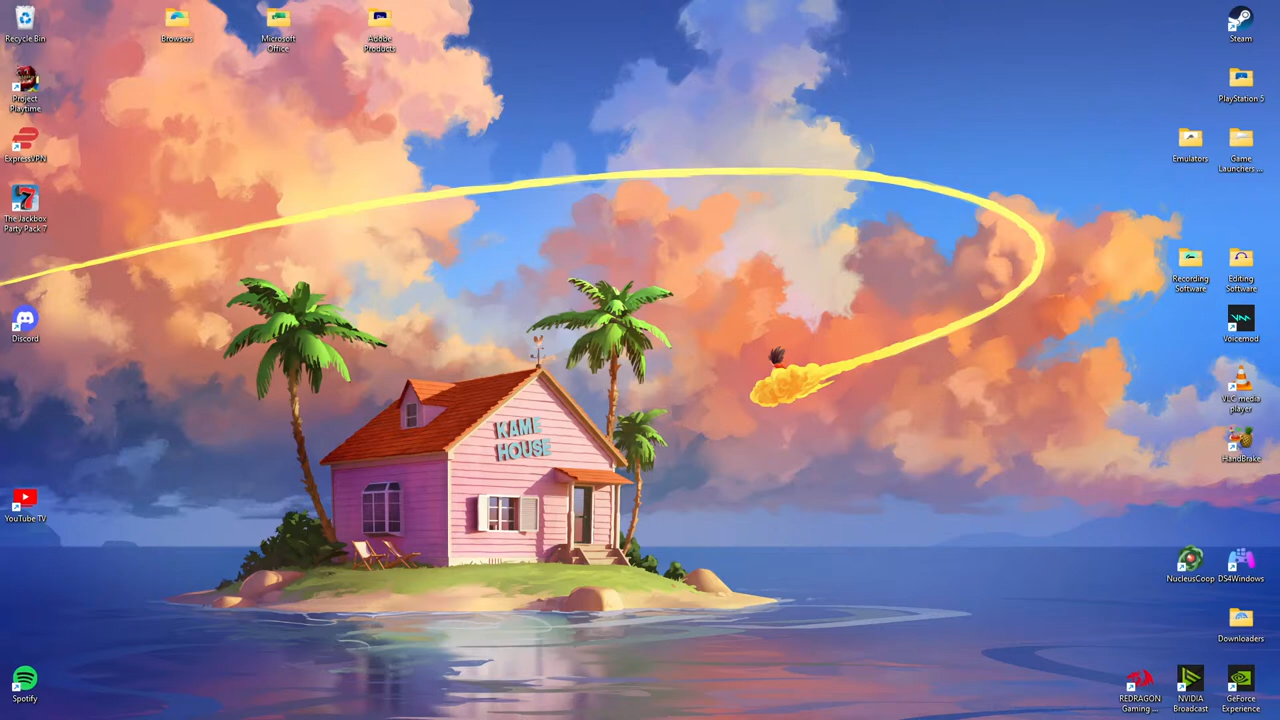 Recycle Bin
Browsers
Microsoft
Office
Adobe
Products
Steam
Project
Playtime
PlayStation 5
ExpressVPN
Emulators
Game
Launchers ...
The Jackbox
Party Pack 7
Recording
Software
Editing
Software
Discord
Voicemod
VLC media
player
KAME
HOUSE
HandBrake
YouTube TV
NucleusCoop
DS4Windows
Downloaders
Spotify
REDRAGON
Gaming ...
NVIDIA
Broadcast
GeForce
Experience